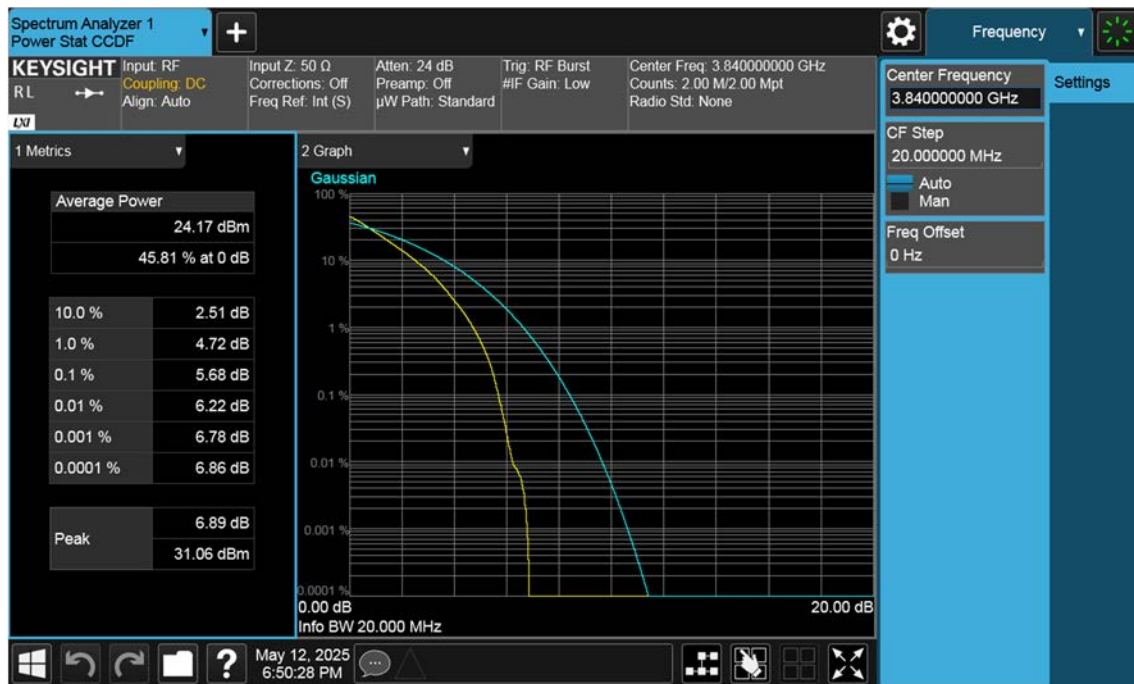 Spectrum Analyzer 1
Power Stat CCDF
Frequency
KEYSIGHT
RL
LXI
Input: RF
Coupling: DC
Align: Auto
Input Z: 50 Ω
Corrections: Off
Freq Ref: Int (S)
Atten: 24 dB
Preamp: Off
µW Path: Standard
Trig: RF Burst
#IF Gain: Low
Center Freq: 3.840000000 GHz
Counts: 2.00 M/2.00 Mpt
Radio Std: None
Center Frequency
3.840000000 GHz
Settings
CF Step
20.000000 MHz
Auto
Man
Freq Offset
0 Hz
1 Metrics
Average Power
24.17 dBm
45.81 % at 0 dB
10.0 % 2.51 dB
1.0 % 4.72 dB
0.1 % 5.68 dB
0.01 % 6.22 dB
0.001 % 6.78 dB
0.0001 % 6.86 dB
Peak
6.89 dB
31.06 dBm
2 Graph
Gaussian
100 %
10 %
1 %
0.1 %
0.01 %
0.001 %
0.0001 %
0.00 dB 20.00 dB
Info BW 20.000 MHz
?
May 12, 2025
6:50:28 PM